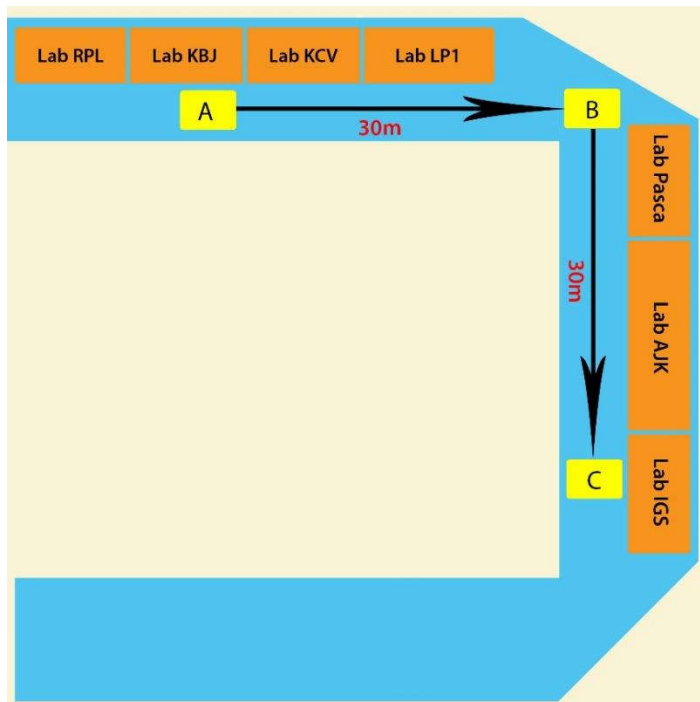 Lab RPL
Lab KBJ
Lab KCV
Lab LP1
A
B
30m
Lab Pasca
30m
Lab AJK
C
Lab IGS